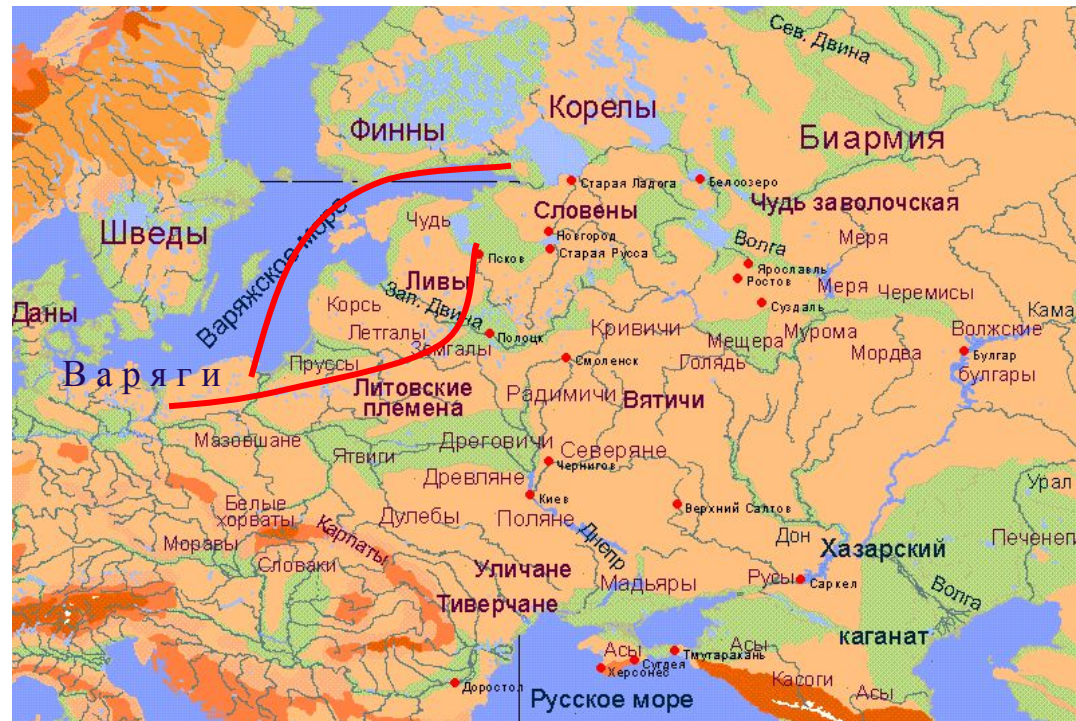 Сев. Двина
Корелы
Финны
Биармия
Старая Ладога
Белоозеро
Чудь заволочская
Словены
Чудь
Шведы
Варяжское море
Новгород
Волга
Меря
Старая Русса
Псков
Ярославль
Ливы
Ростов
Меря
Черемисы
Корсь
Зап. Двина
Суздаль
Кама
Даны
Летгалы
Полоцк
Кривичи
Мещера
Мурома
Волжские
булгары
Земгалы
Смоленск
Голядь
Мордва
Булгар
Пруссы
Варяги
Литовские
племена
Радимичи
Вятичи
Мазовшане
Ятвиги
Дреговичи
Северяне
Чернигов
Древляне
Урал
Белые
хорваты
Киев
Дулебы
Поляне
Верхний Салтов
Карпаты
Днепр
Дон
Моравы
Словаки
Хазарский
каганат
Печенеги
Уличане
Мадьяры
Русы
Саркел
Волга
Тиверчане
Асы
Сугдея
Тмутаракань
Асы
Херсонес
Касоги
Асы
Доростол
Русское море